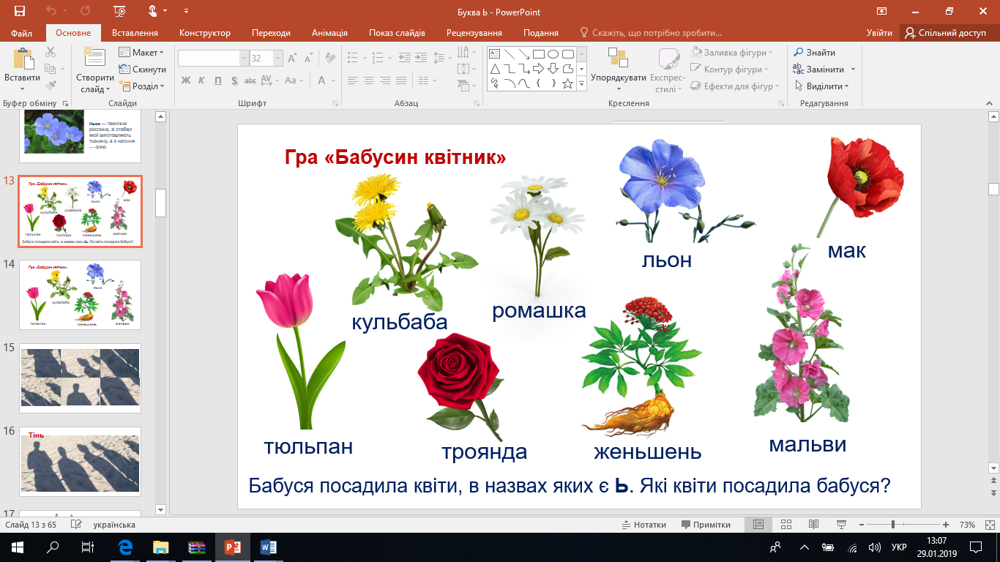 Буква Ь - PowerPoint
Файл
Основне
Вставлення
Конструктор
Переходи
Анімація
Показ слайдів
Рецензування
Подання
Скажіть, що потрібно зробити...
Увійти
Спільний доступ
Вставити
Буфер обміну
Створити слайд
Макет
Скинути
Розділ
Слайди
32
Ж К П S abc AV Aa A
Шрифт
Абзац
Упорядкувати
Експрес-стилі
Заливка фігури
Контур фігури
Ефекти для фігур
Креслення
Знайти
Замінити
Виділити
Редагування
Льон — технічна
рослина, зі стебел
якої виготовляють
тканину, а з насіння
— олію.
13
Гра «Бабусин квітник»
кульбаба
ромашка
льон
мак
тюльпан
троянда
женьшень
мальви
Бабуся посадила квіти, в назвах яких є Ь. Які квіти посадила бабуся?
14
Гра «Бабусин квітник»
кульбаба
льон
тюльпан
женьшень
мальви
15
16
Тінь
17
Гра «Бабусин квітник»
льон
мак
кульбаба
ромашка
тюльпан
троянда
женьшень
мальви
Бабуся посадила квіти, в назвах яких є Ь. Які квіти посадила бабуся?
Слайд 13 з 65
українська
Нотатки
Примітки
73%
УКР
13:07
29.01.2019